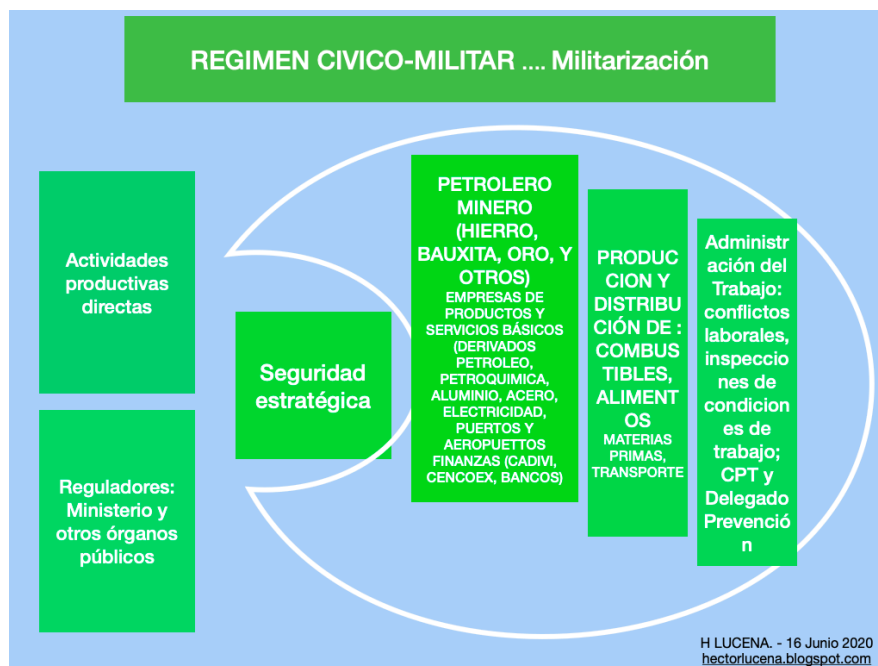 REGIMEN CIVICO-MILITAR .... Militarización
Actividades
productivas
directas
Reguladores:
Ministerio y
otros órganos
públicos
Seguridad
estratégica
PETROLERO
MINERO
(HIERRO,
BAUXITA, ORO, Y
OTROS)
EMPRESAS DE
PRODUCTOS Y
SERVICIOS BÁSICOS
(DERIVADOS
PETROLEO,
PETROQUIMICA,
ALUMINIO, ACERO,
ELECTRICIDAD,
PUERTOS Y
AEROPUETTOS
FINANZAS (CADIVI,
CENCOEX, BANCOS)
PRODUC
CION Y
DISTRIBU
CIÓN DE :
COMBUS
TIBLES,
ALIMENT
OS
MATERIAS
PRIMAS,
TRANSPORTE
Administr
ación del
Trabajo:
conflictos
laborales,
inspeccio
nes de
condicion
es de
trabajo;
CPT y
Delegado
Prevenció
n
H LUCENA. - 16 Junio 2020
hectorlucena.blogspot.com